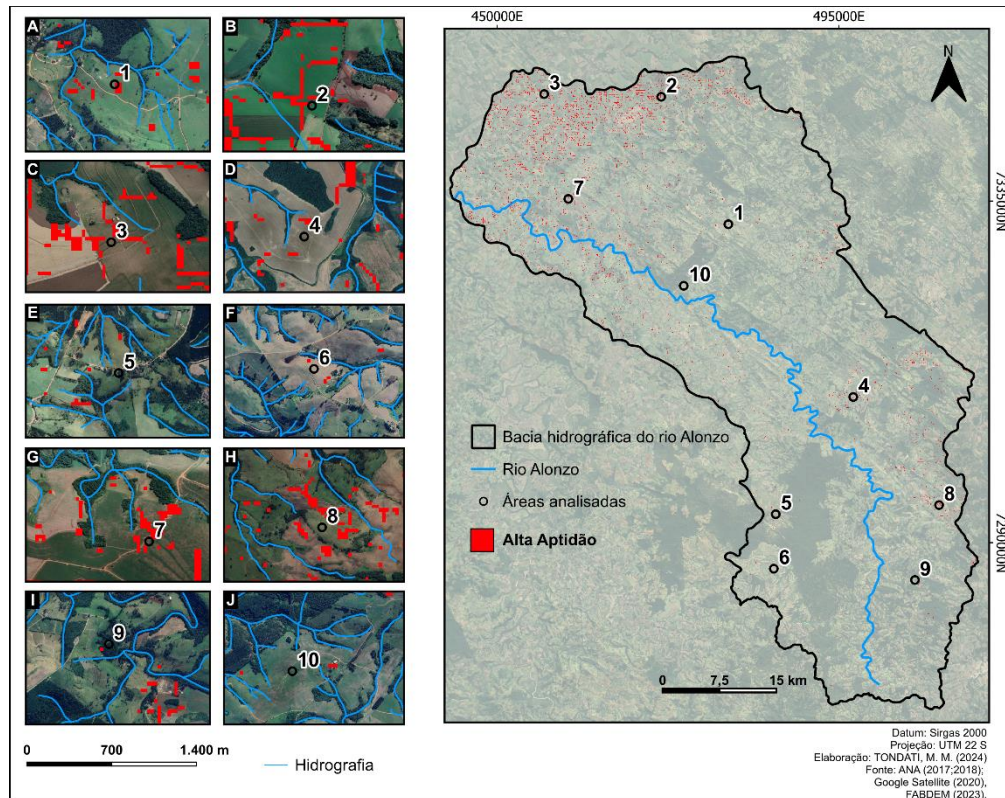 A
1
B
2
C
3
D
4
E
5
F
6
G
7
H
8
I
9
J
10
0 700 1.400 m
Hidrografia
450000E 495000E
N
3
2
7
1
10
4
5
8
6
9
7335000N
7290000N
Bacia hidrográfica do rio Alonzo
Rio Alonzo
Áreas analisadas
Alta Aptidão
0 7,5 15 km
Datum: Sirgas 2000
Projeção: UTM 22 S
Elaboração: TONDATI, M. M. (2024)
Fonte: ANA (2017;2018);
Google Satellite (2020),
FABDEM (2023).